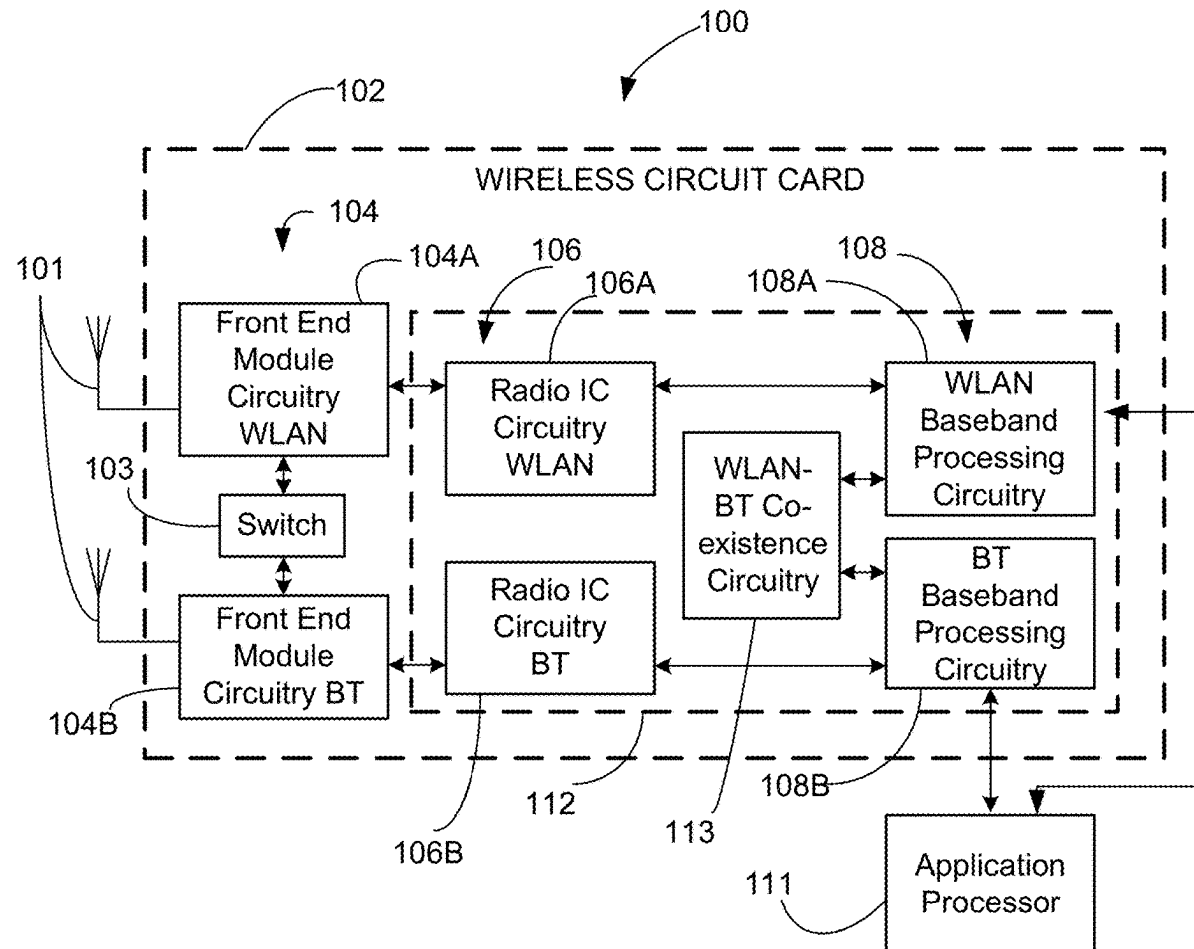 100
102
WIRELESS CIRCUIT CARD
104
104A
101
106
106A
108
108A
Front End
Module
Circuitry
WLAN
Radio IC
Circuitry
WLAN
WLAN
Baseband
Processing
Circuitry
103
Switch
WLAN-
BT Co-
existence
Circuitry
Front End
Module
Circuitry BT
Radio IC
Circuitry
BT
BT
Baseband
Processing
Circuitry
104B
112
108B
106B
113
111
Application
Processor